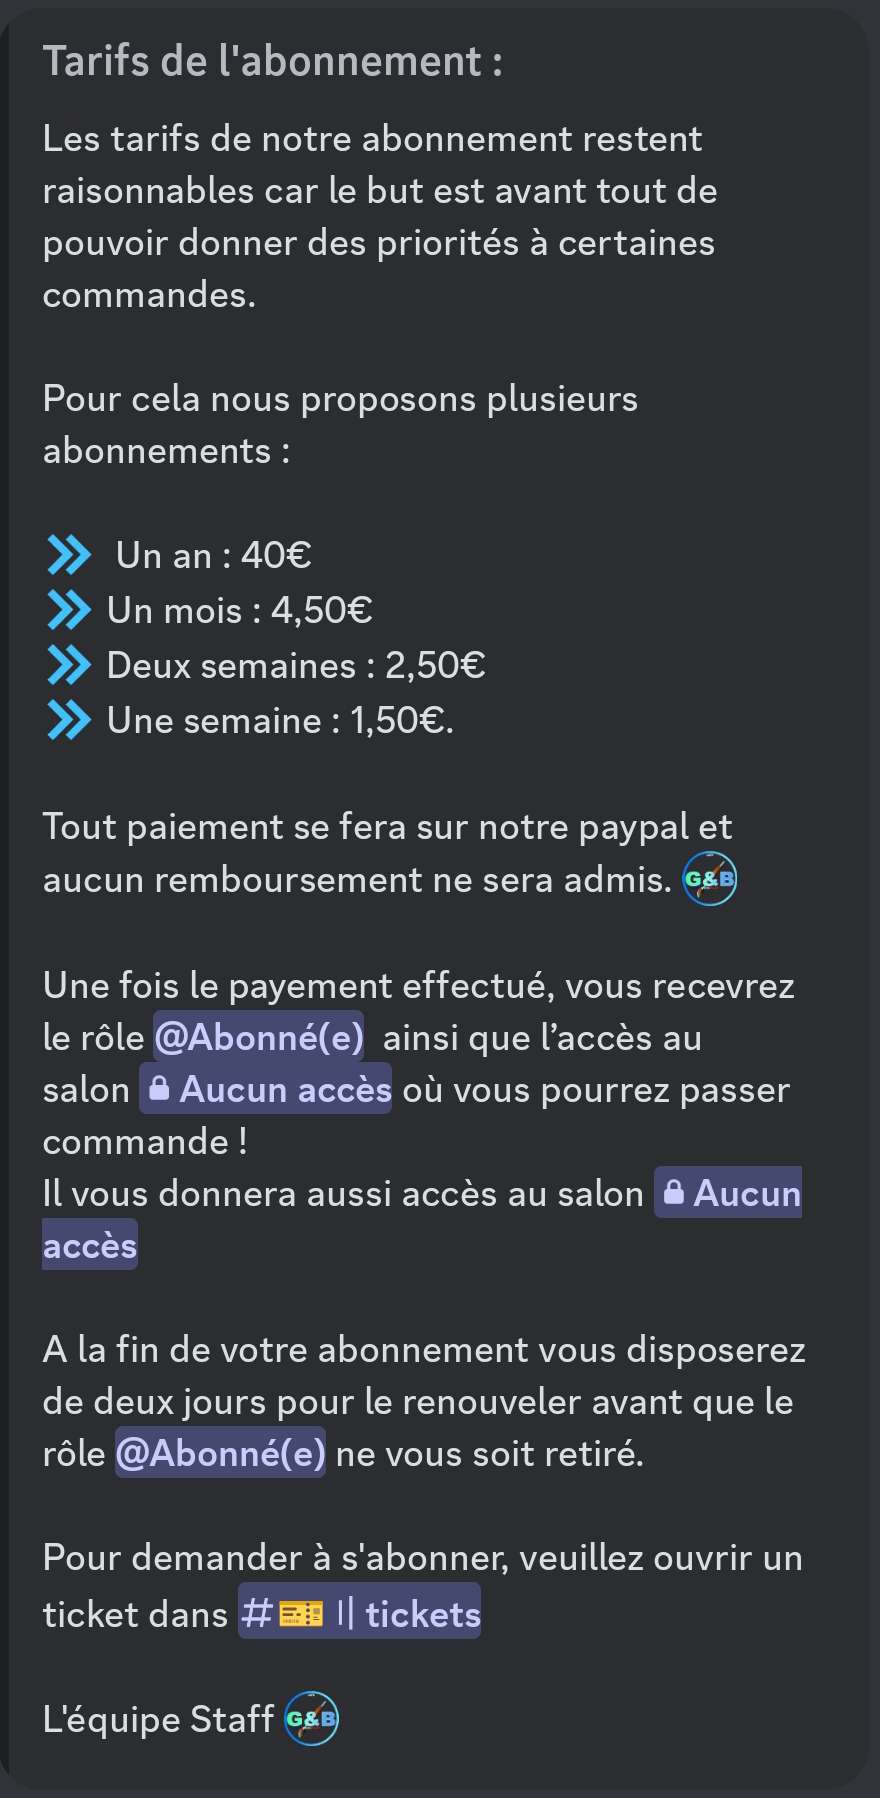 Tarifs de l'abonnement :
Les tarifs de notre abonnement restent
raisonnables car le but est avant tout de
pouvoir donner des priorités à certaines
commandes.
Pour cela nous proposons plusieurs
abonnements :
Un an : 40€
Un mois : 4,50€
Deux semaines : 2,50€
Une semaine : 1,50€.
Tout paiement se fera sur notre paypal et
aucun remboursement ne sera admis. G&B
Une fois le payement effectué, vous recevrez
le rôle @Abonné(e) ainsi que l’accès au
salon Aucun accès où vous pourrez passer
commande !
Il vous donnera aussi accès au salon Aucun
accès
A la fin de votre abonnement vous disposerez
de deux jours pour le renouveler avant que le
rôle @Abonné(e) ne vous soit retiré.
Pour demander à s'abonner, veuillez ouvrir un
ticket dans #🎫〢tickets
L'équipe Staff G&B